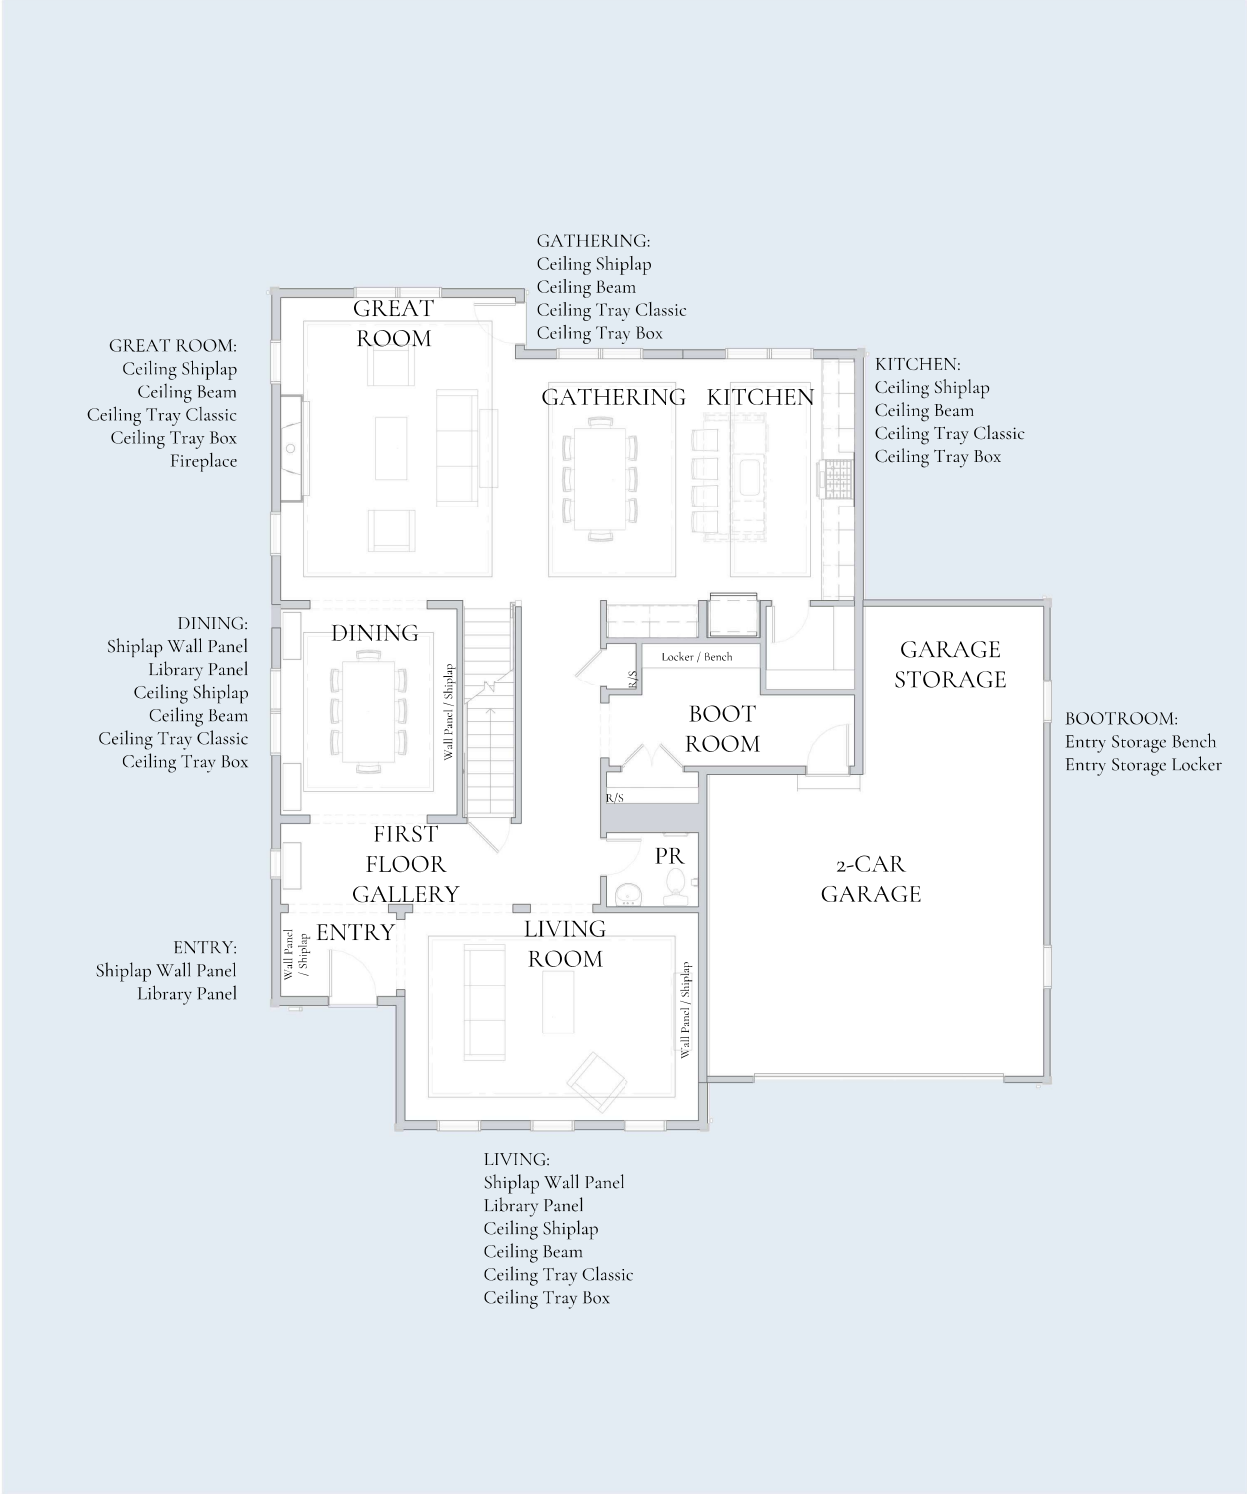 GATHERING:
Ceiling Shiplap
Ceiling Beam
Ceiling Tray Classic
Ceiling Tray Box
GREAT
ROOM
GREAT ROOM:
Ceiling Shiplap
Ceiling Beam
Ceiling Tray Classic
Ceiling Tray Box
Fireplace
GATHERING
KITCHEN
KITCHEN:
Ceiling Shiplap
Ceiling Beam
Ceiling Tray Classic
Ceiling Tray Box
DINING:
Shiplap Wall Panel
Library Panel
Ceiling Shiplap
Ceiling Beam
Ceiling Tray Classic
Ceiling Tray Box
DINING
Wall Panel / Shiplap
Locker / Bench
R/S
BOOT
ROOM
R/S
GARAGE
STORAGE
BOOTROOM:
Entry Storage Bench
Entry Storage Locker
FIRST
FLOOR
GALLERY
PR
2-CAR
GARAGE
ENTRY
Wall Panel
/ Shiplap
ENTRY:
Shiplap Wall Panel
Library Panel
LIVING
ROOM
Wall Panel / Shiplap
LIVING:
Shiplap Wall Panel
Library Panel
Ceiling Shiplap
Ceiling Beam
Ceiling Tray Classic
Ceiling Tray Box